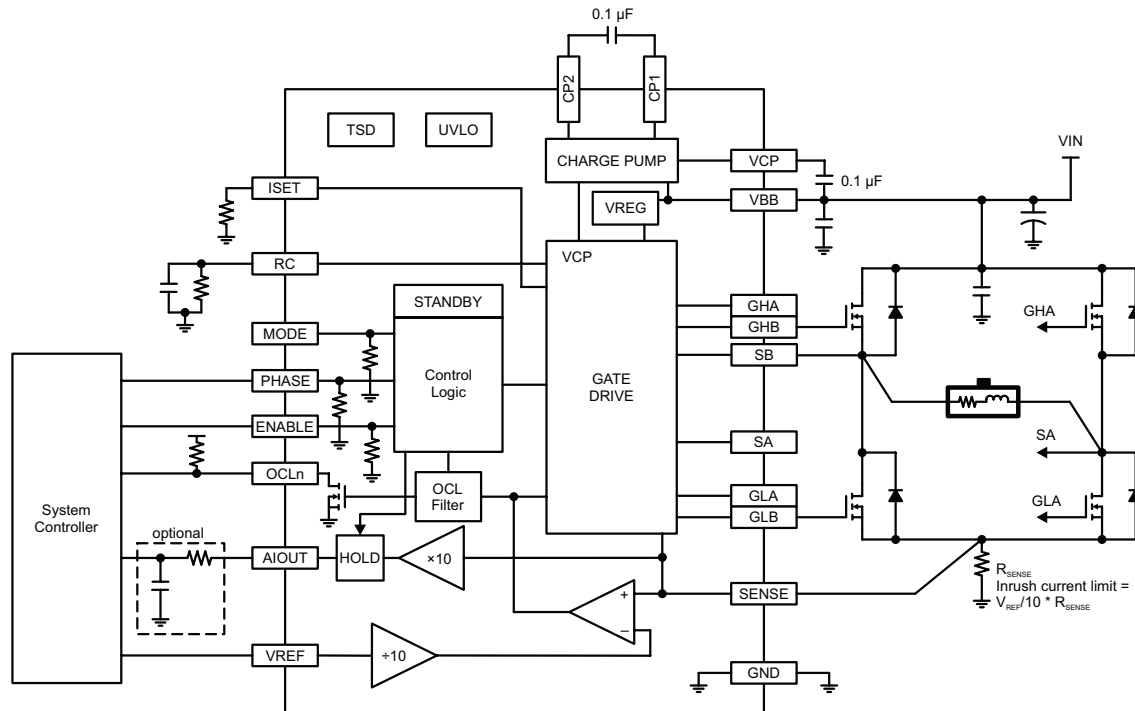 0.1 µF
CP2
CP1
TSD
UVLO
CHARGE PUMP
VCP
VIN
0.1 µF
ISET
VREG
VBB
VCP
RC
STANDBY
GHA
GHB
GHA
MODE
SB
Control
Logic
GATE
DRIVE
PHASE
ENABLE
SA
SA
OCLn
OCL
Filter
GLA
GLB
GLA
System
Controller
optional
AIOUT
HOLD
×10
SENSE
+
–
RSENSE
Inrush current limit =
VREF/10 * RSENSE
VREF
÷10
GND